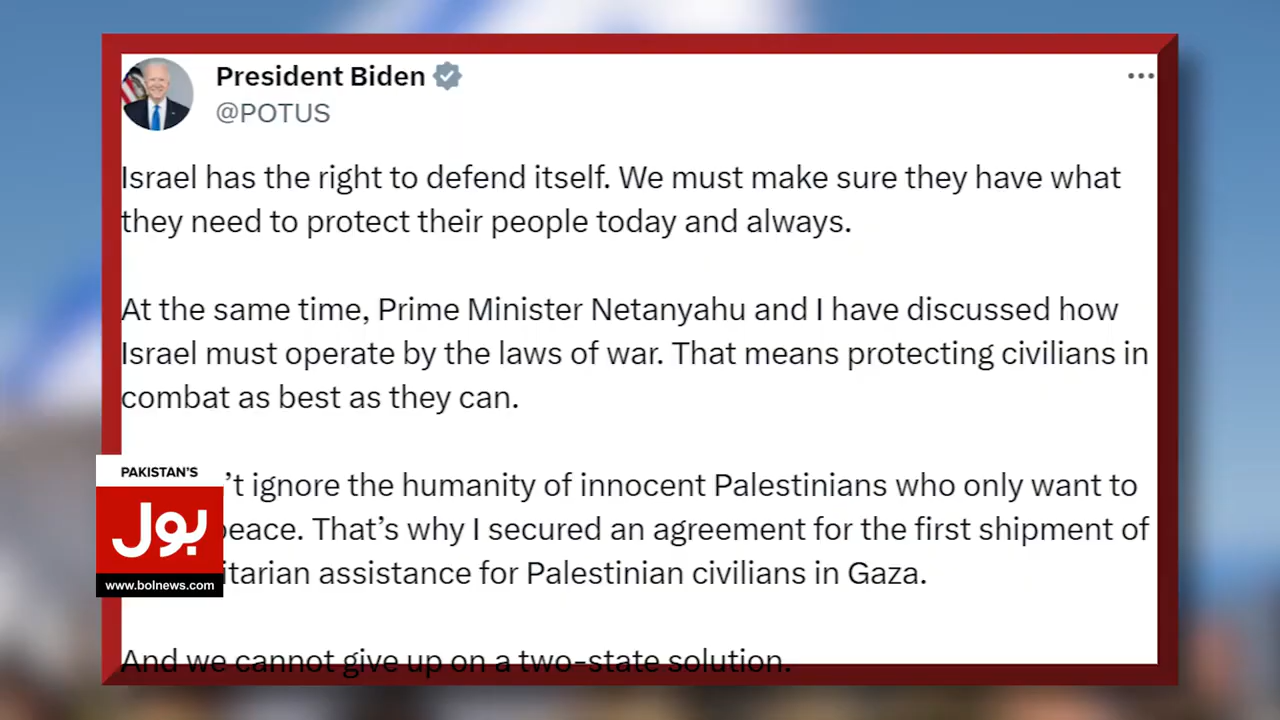 President Biden
@POTUS
Israel has the right to defend itself. We must make sure they have what
they need to protect their people today and always.
At the same time, Prime Minister Netanyahu and I have discussed how
Israel must operate by the laws of war. That means protecting civilians in
combat as best as they can.
’t ignore the humanity of innocent Palestinians who only want to
peace. That’s why I secured an agreement for the first shipment of
itarian assistance for Palestinian civilians in Gaza.
And we cannot give up on a two-state solution.
PAKISTAN'S
بول
www.bolnews.com